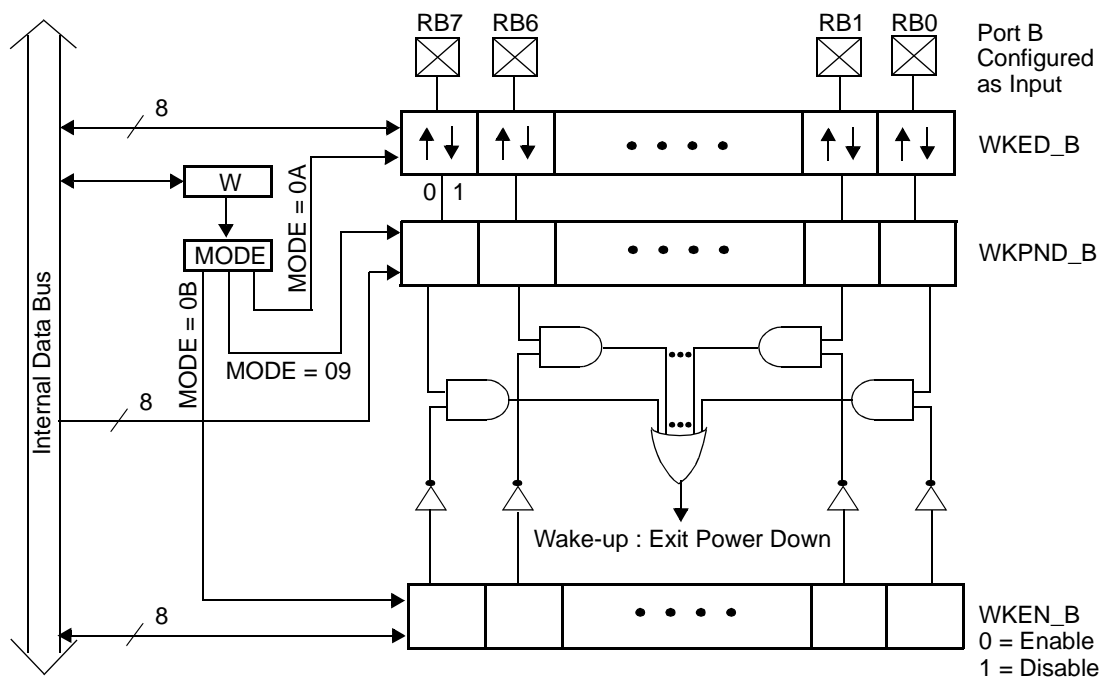 RB7 RB6 RB1 RB0
Port B
Configured
as Input
8
WKED_B
W
0 1
MODE = 0A
MODE
WKPND_B
Internal Data Bus
MODE = 0B
MODE = 09
8
Wake-up : Exit Power Down
8
WKEN_B
0 = Enable
1 = Disable